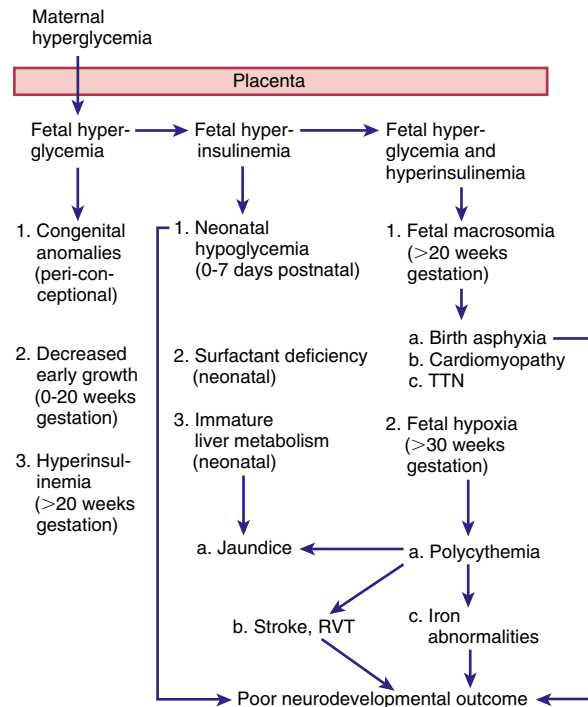 Maternal
hyperglycemia
Placenta
Fetal hyper-
glycemia
Fetal hyper-
insulinemia
Fetal hyper-
glycemia and
hyperinsulinemia
1. Congenital
anomalies
(peri-con-
ceptional)
2. Decreased
early growth
(0-20 weeks
gestation)
3. Hyperinsul-
inemia
(>20 weeks
gestation)
1. Neonatal
hypoglycemia
(0-7 days postnatal)
2. Surfactant deficiency
(neonatal)
3. Immature
liver metabolism
(neonatal)
a. Jaundice
b. Stroke, RVT
1. Fetal macrosomia
(>20 weeks
gestation)
a. Birth asphyxia
b. Cardiomyopathy
c. TTN
2. Fetal hypoxia
(>30 weeks
gestation)
a. Polycythemia
c. Iron
abnormalities
Poor neurodevelopmental outcome